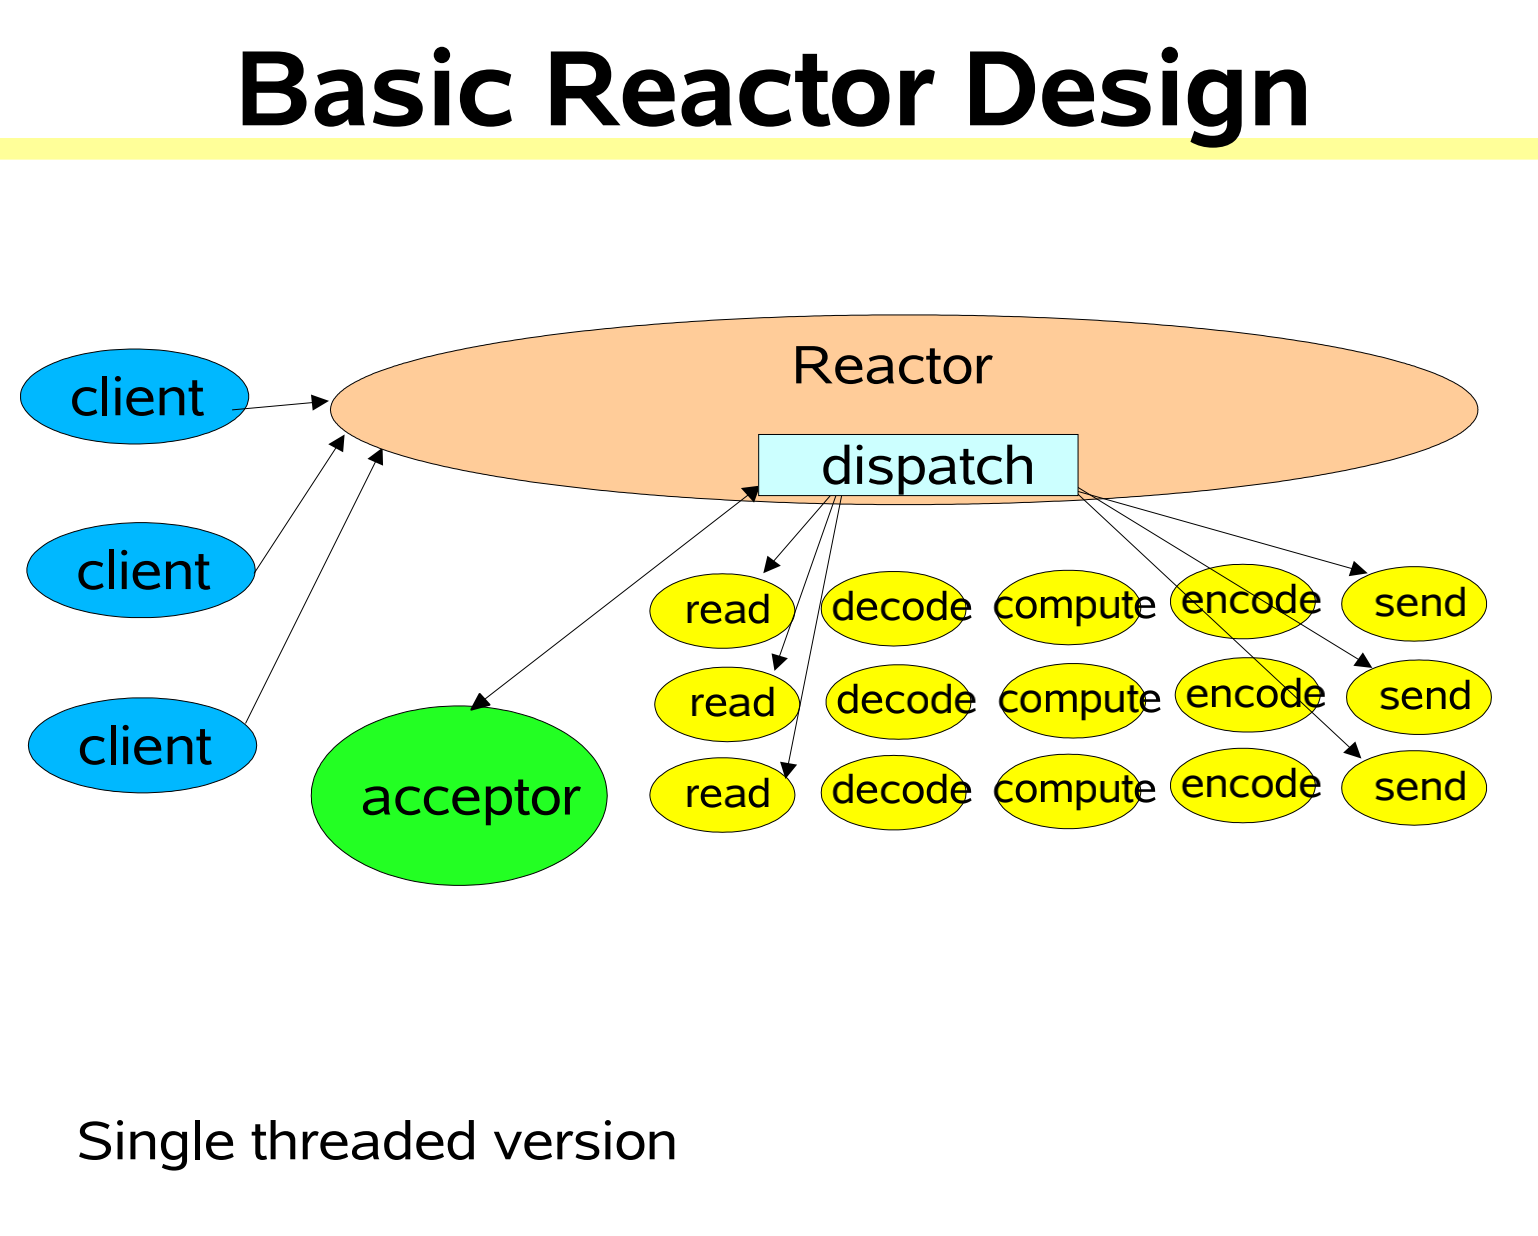 Basic Reactor Design
Reactor
client
dispatch
client
client
acceptor
read decode compute encode send
read decode compute encode send
read decode compute encode send
Single threaded version